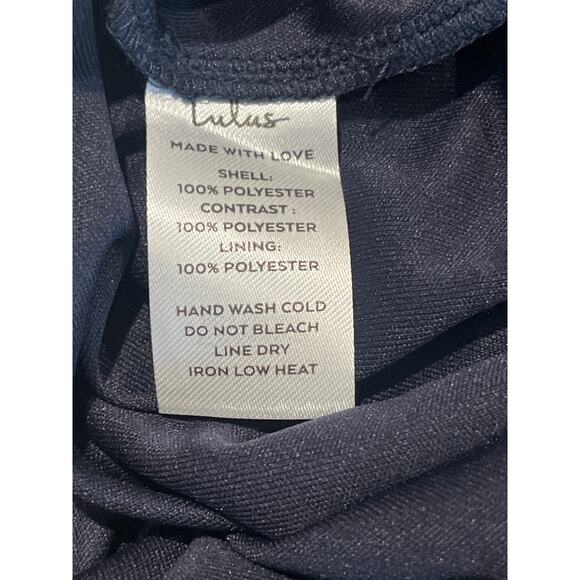 Lulus
MADE WITH LOVE
SHELL:
100% POLYESTER
CONTRAST :
100% POLYESTER
LINING:
100% POLYESTER
HAND WASH COLD
DO NOT BLEACH
LINE DRY
IRON LOW HEAT